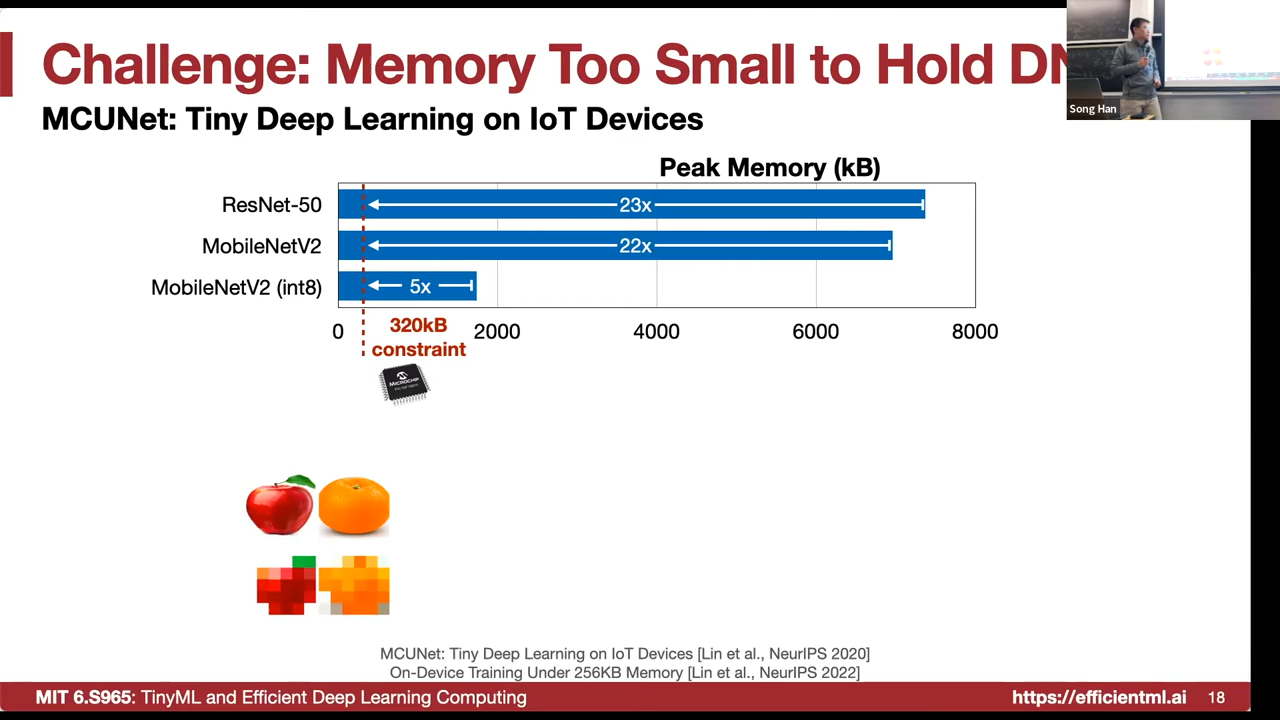 Challenge: Memory Too Small to Hold
Song Han
MCUNet: Tiny Deep Learning on IoT Devices
Peak Memory (kB)
ResNet-50
23x
MobileNetV2
22x
MobileNetV2 (int8)
5x
0
2000
4000
6000
8000
320kB
constraint
MICROCHIP
MCUNet: Tiny Deep Learning on IoT Devices [Lin et al., NeurIPS 2020]
On-Device Training Under 256KB Memory [Lin et al., NeurIPS 2022]
MIT 6.S965: TinyML and Efficient Deep Learning Computing
https://efficientml.ai
18